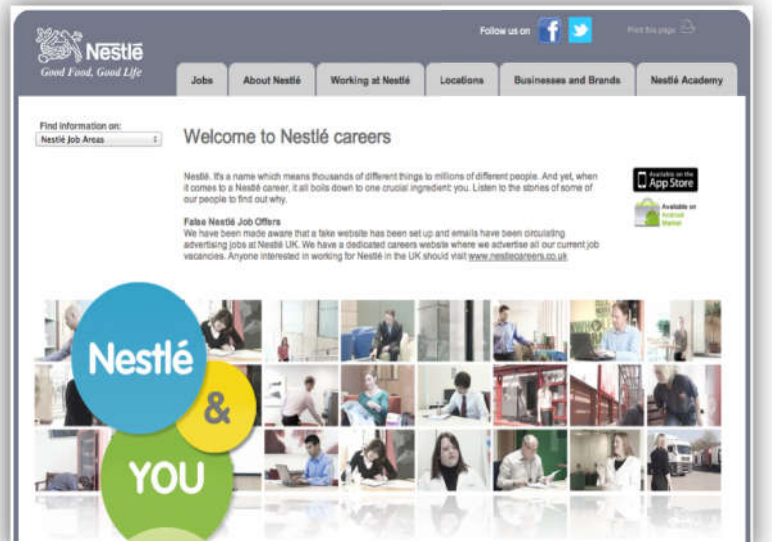 Follow us on
Print this page
Nestlé
Good Food, Good Life
Jobs
About Nestlé
Working at Nestlé
Locations
Businesses and Brands
Nestlé Academy
Find information on:
Nestlé Job Areas
Welcome to Nestlé careers
Nestlé. It's a name which means thousands of different things to millions of different people. And yet, when
it comes to a Nestlé career, it all boils down to one crucial ingredient: you. Listen to the stories of some of
our people to find out why.
Available on the
App Store
Available on
Android
Market
False Nestlé Job Offers
We have been made aware that a fake website has been set up and emails have been circulating
advertising jobs at Nestlé UK. We have a dedicated careers website where we advertise all our current job
vacancies. Anyone interested in working for Nestlé in the UK should visit www.nestlecareers.co.uk
Nestlé
&
YOU